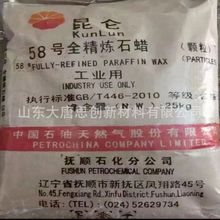 昆仑
KunLun
58号全精炼石蜡（颗粒）
58# FULLY-REFINED PARAFFIN WAX (PARTICLES)
工业用
INDUSTRY USE ONLY
执行标准GB/T446-2010 等级
(N.W.) 25kg
山东大唐思创新材料有限公司
中国石油天然气股份有限公司
PETROCHINA COMPANY LIMITED
抚顺石化分公司
FUSHUN PETROCHEMICAL COMPANY
辽宁省抚顺市新抚区凤翔路45号
No.45,Fengxiang Rd.,Xinfu District,Fushun,Liaoning
电话（TEL）：024）52629734